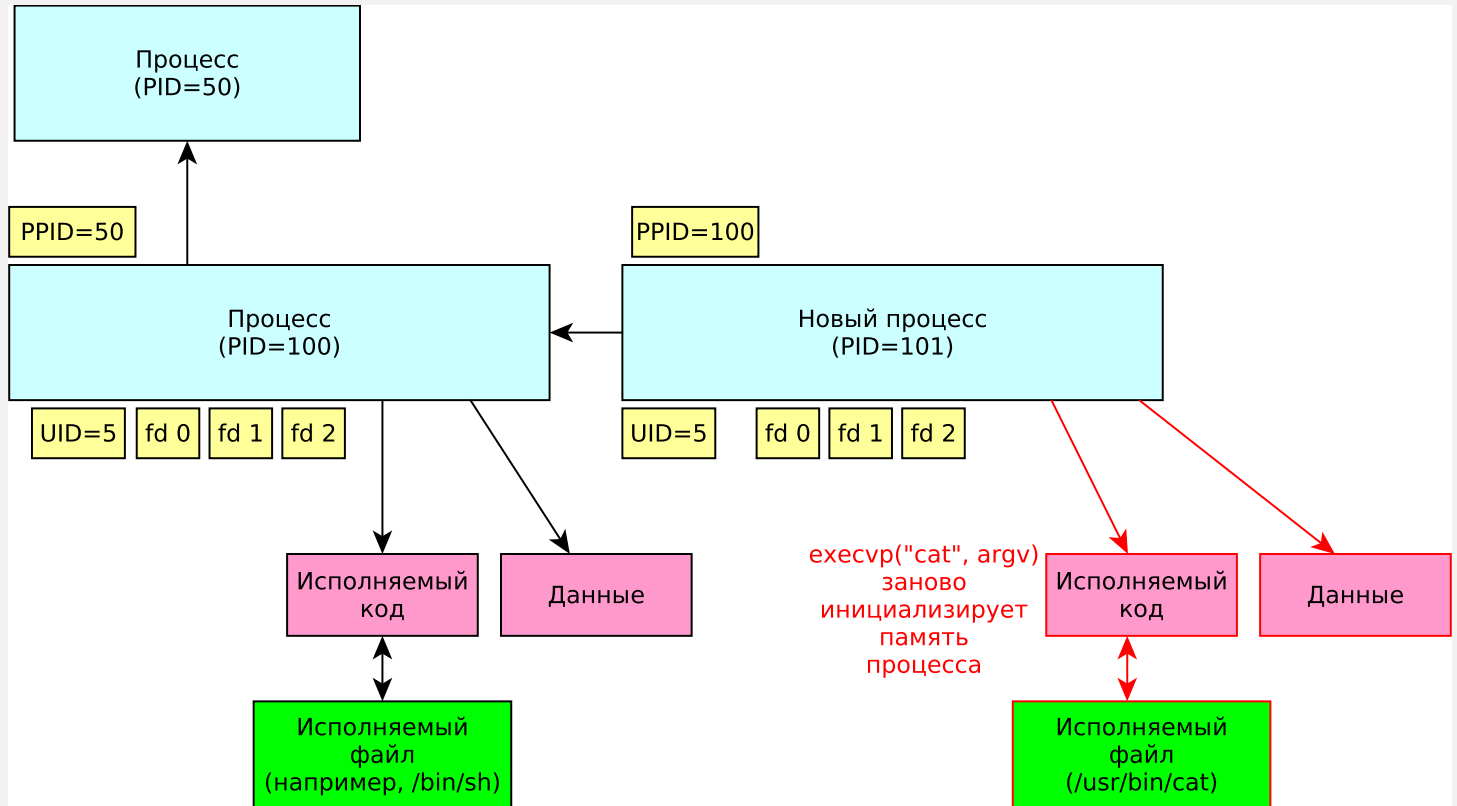 Процесс
(PID=50)
PPID=50
PPID=100
Процесс
(PID=100)
Новый процесс
(PID=101)
UID=5
fd 0
fd 1
fd 2
UID=5
fd 0
fd 1
fd 2
Исполняемый
код
Данные
execvp("cat", argv)
заново
инициализирует
память
процесса
Исполняемый
код
Данные
Исполняемый
файл
(например, /bin/sh)
Исполняемый
файл
(/usr/bin/cat)